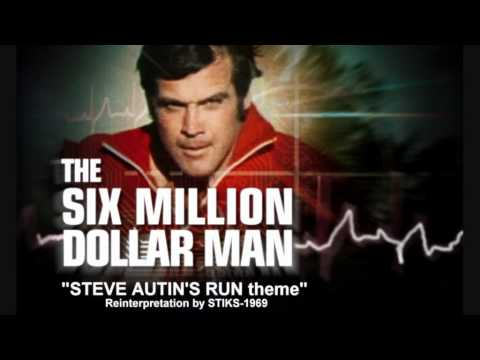 THE
SIX MILLION
DOLLAR MAN
"STEVE AUTIN'S RUN theme"
Reinterpretation by STIKS-1969